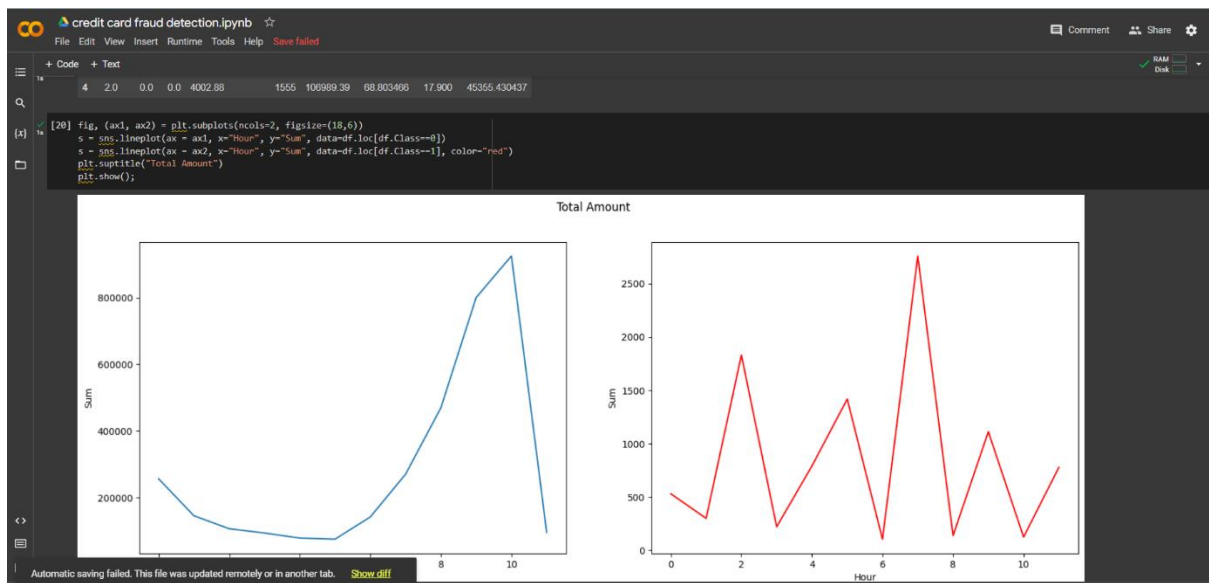 credit card fraud detection.ipynb
File Edit View Insert Runtime Tools Help Save failed
Comment Share
+ Code + Text
RAM
Disk
1s
4 2.0 0.0 0.0 4002.88 1555 106989.39 68.803466 17.900 45355.430437
{x}
1s
[20] fig, (ax1, ax2) = plt.subplots(ncols=2, figsize=(18,6))
s = sns.lineplot(ax = ax1, x="Hour", y="Sum", data=df.loc[df.Class==0])
s = sns.lineplot(ax = ax2, x="Hour", y="Sum", data=df.loc[df.Class==1], color="red")
plt.suptitle("Total Amount")
plt.show();
Total Amount
800000
600000
400000
200000
Sum
8 10
2500
2000
1500
1000
500
0
Sum
0 2 4 6 8 10
Hour
Automatic saving failed. This file was updated remotely or in another tab. Show diff